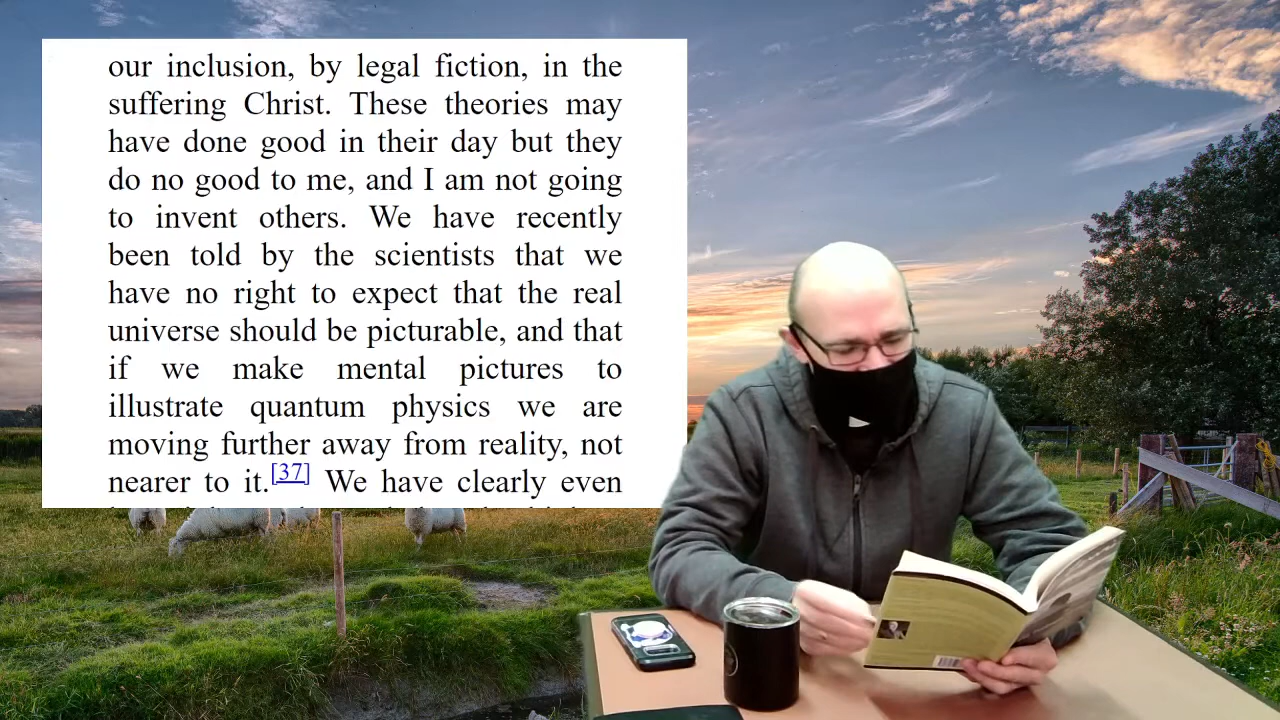 our inclusion, by legal fiction, in the
suffering Christ. These theories may
have done good in their day but they
do no good to me, and I am not going
to invent others. We have recently
been told by the scientists that we
have no right to expect that the real
universe should be picturable, and that
if we make mental pictures to
illustrate quantum physics we are
moving further away from reality, not
nearer to it.[37] We have clearly even